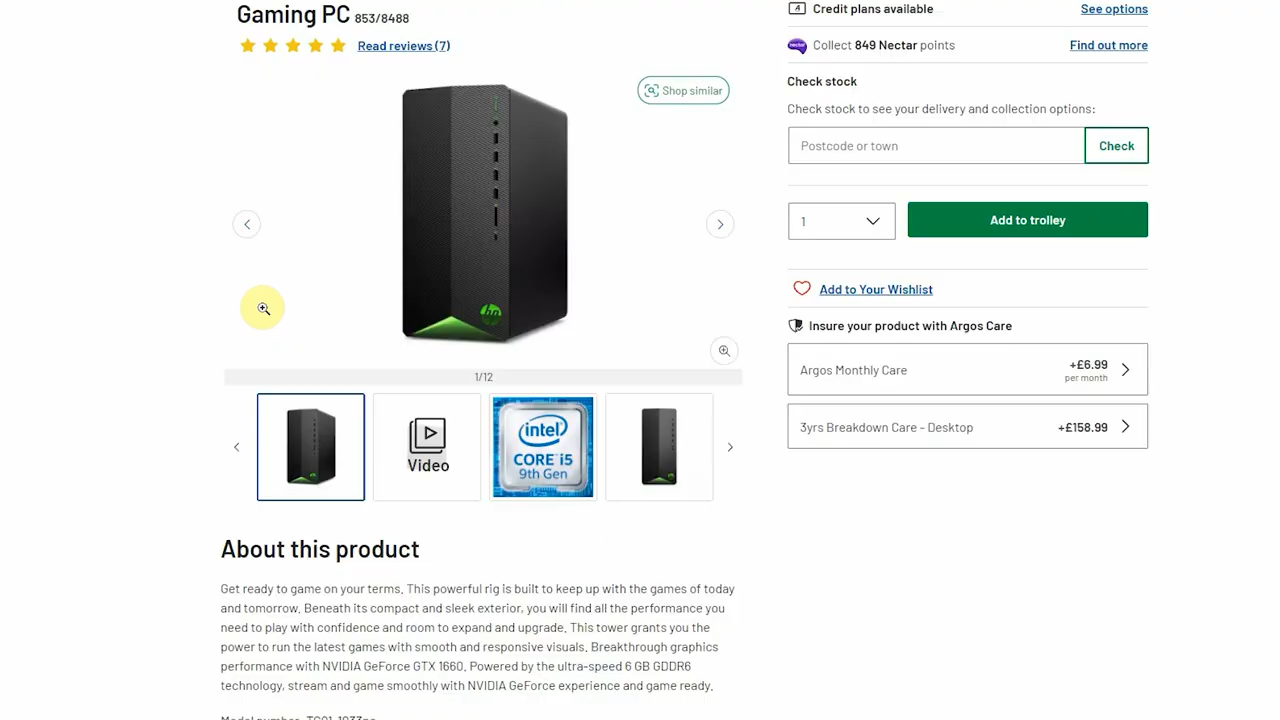 Gaming PC 853/8488
Read reviews (7)
Shop similar
hp
1/12
Video
intel
CORE i5
9th Gen
About this product
Get ready to game on your terms. This powerful rig is built to keep up with the games of today
and tomorrow. Beneath its compact and sleek exterior, you will find all the performance you
need to play with confidence and room to expand and upgrade. This tower grants you the
power to run the latest games with smooth and responsive visuals. Breakthrough graphics
performance with NVIDIA GeForce GTX 1660. Powered by the ultra-speed 6 GB GDDR6
technology, stream and game smoothly with NVIDIA GeForce experience and game ready.
Credit plans available
See options
nectar
Collect 849 Nectar points
Find out more
Check stock
Check stock to see your delivery and collection options:
Postcode or town
Check
1
Add to trolley
Add to Your Wishlist
Insure your product with Argos Care
Argos Monthly Care
+£6.99
per month
3yrs Breakdown Care - Desktop
+£158.99